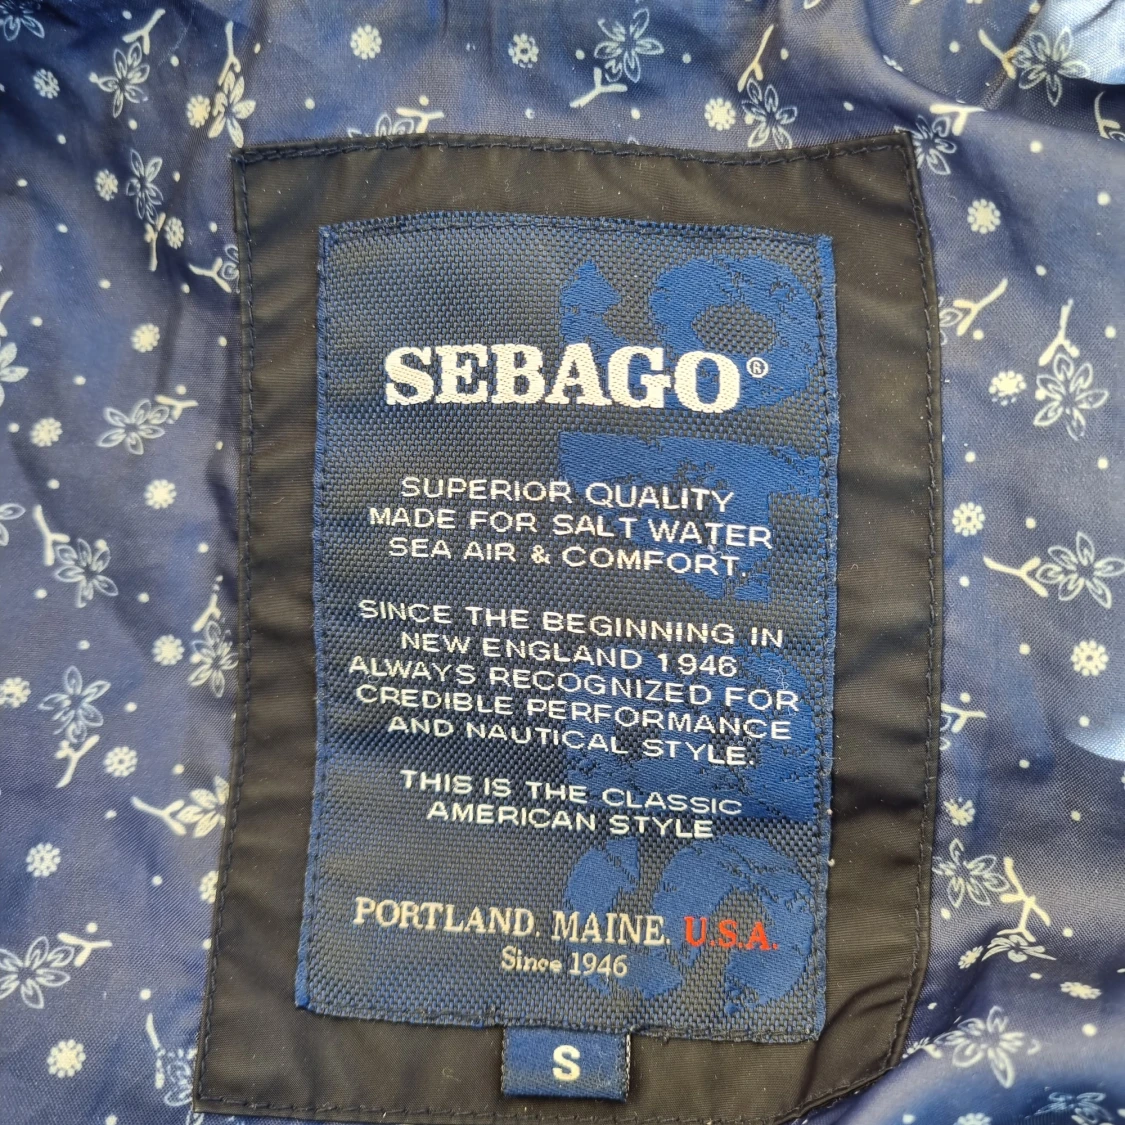 SEBAGO®
SUPERIOR QUALITY
MADE FOR SALT WATER
SEA AIR & COMFORT.
SINCE THE BEGINNING IN
NEW ENGLAND 1946
ALWAYS RECOGNIZED FOR
CREDIBLE PERFORMANCE
AND NAUTICAL STYLE.
THIS IS THE CLASSIC
AMERICAN STYLE
PORTLAND. MAINE. U.S.A.
Since 1946
S